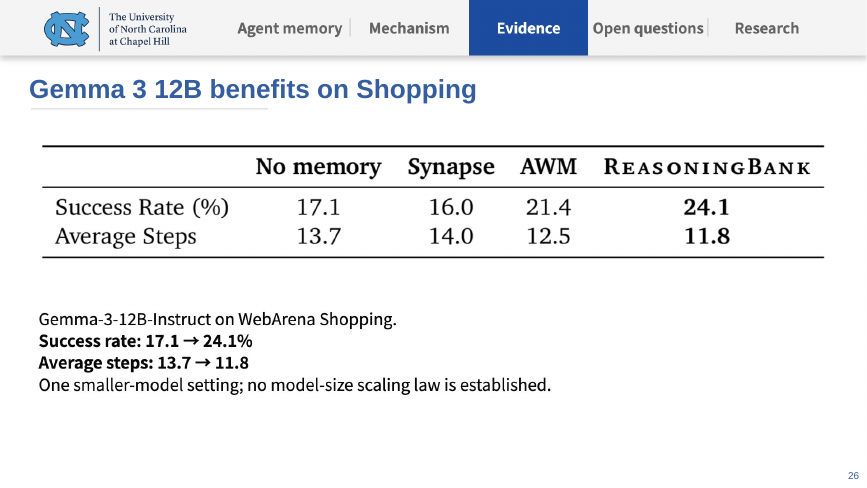 The University
of North Carolina
at Chapel Hill
Agent memory Mechanism Evidence Open questions Research
Gemma 3 12B benefits on Shopping
No memory Synapse AWM REASONINGBANK
Success Rate (%) 17.1 16.0 21.4 24.1
Average Steps 13.7 14.0 12.5 11.8
Gemma-3-12B-Instruct on WebArena Shopping.
Success rate: 17.1 → 24.1%
Average steps: 13.7 → 11.8
One smaller-model setting; no model-size scaling law is established.
26